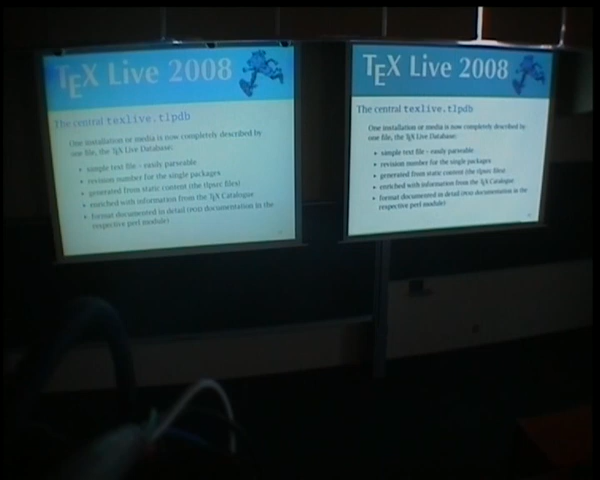 TEX Live 2008
The central texlive.tlpdb
One installation or media is now completely described by
one file, the TEX Live Database:
• simple text file – easily parseable
• revision number for the single packages
• generated from static content (the tlpsrc files)
• enriched with information from the TEX Catalogue
• format documented in detail (POD documentation in the
respective perl module)
TEX Live 2008
The central texlive.tlpdb
One installation or media is now completely described by
one file, the TEX Live Database:
• simple text file – easily parseable
• revision number for the single packages
• generated from static content (the tlpsrc files)
• enriched with information from the TEX Catalogue
• format documented in detail (POD documentation in the
respective perl module)